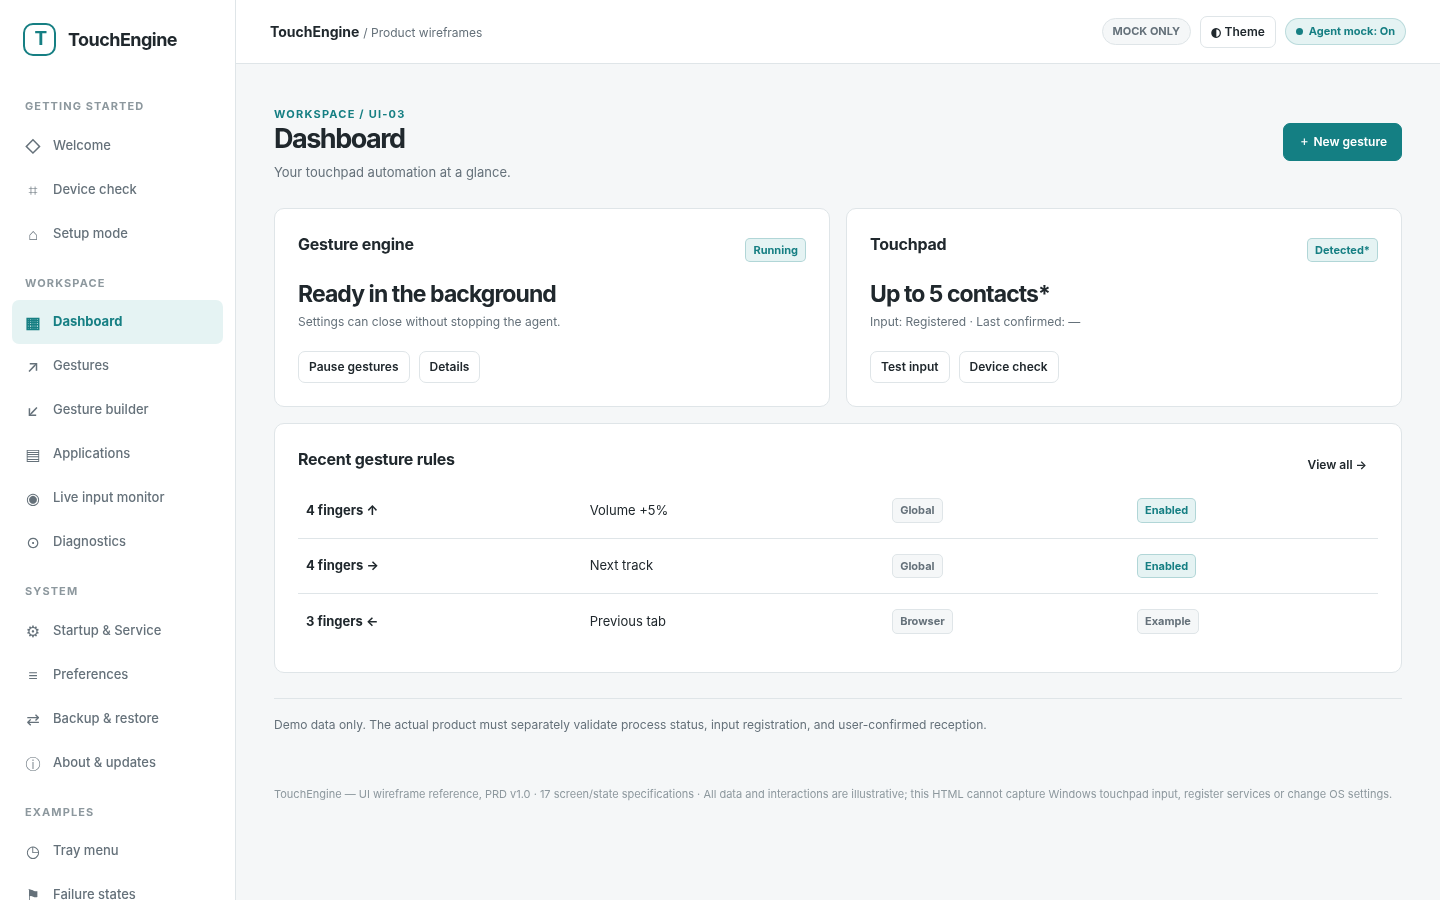 T TouchEngine
GETTING STARTED
Welcome
Device check
Setup mode
WORKSPACE
Dashboard
Gestures
Gesture builder
Applications
Live input monitor
Diagnostics
SYSTEM
Startup & Service
Preferences
Backup & restore
About & updates
EXAMPLES
Tray menu
Failure states
TouchEngine / Product wireframes
MOCK ONLY
Theme
Agent mock: On
WORKSPACE / UI-03
Dashboard
Your touchpad automation at a glance.
+ New gesture
Gesture engine
Running
Ready in the background
Settings can close without stopping the agent.
Pause gestures
Details
Touchpad
Detected*
Up to 5 contacts*
Input: Registered · Last confirmed: —
Test input
Device check
Recent gesture rules
View all →
4 fingers ↑ Volume +5% Global Enabled
4 fingers → Next track Global Enabled
3 fingers ← Previous tab Browser Example
Demo data only. The actual product must separately validate process status, input registration, and user-confirmed reception.
TouchEngine — UI wireframe reference, PRD v1.0 · 17 screen/state specifications · All data and interactions are illustrative; this HTML cannot capture Windows touchpad input, register services or change OS settings.